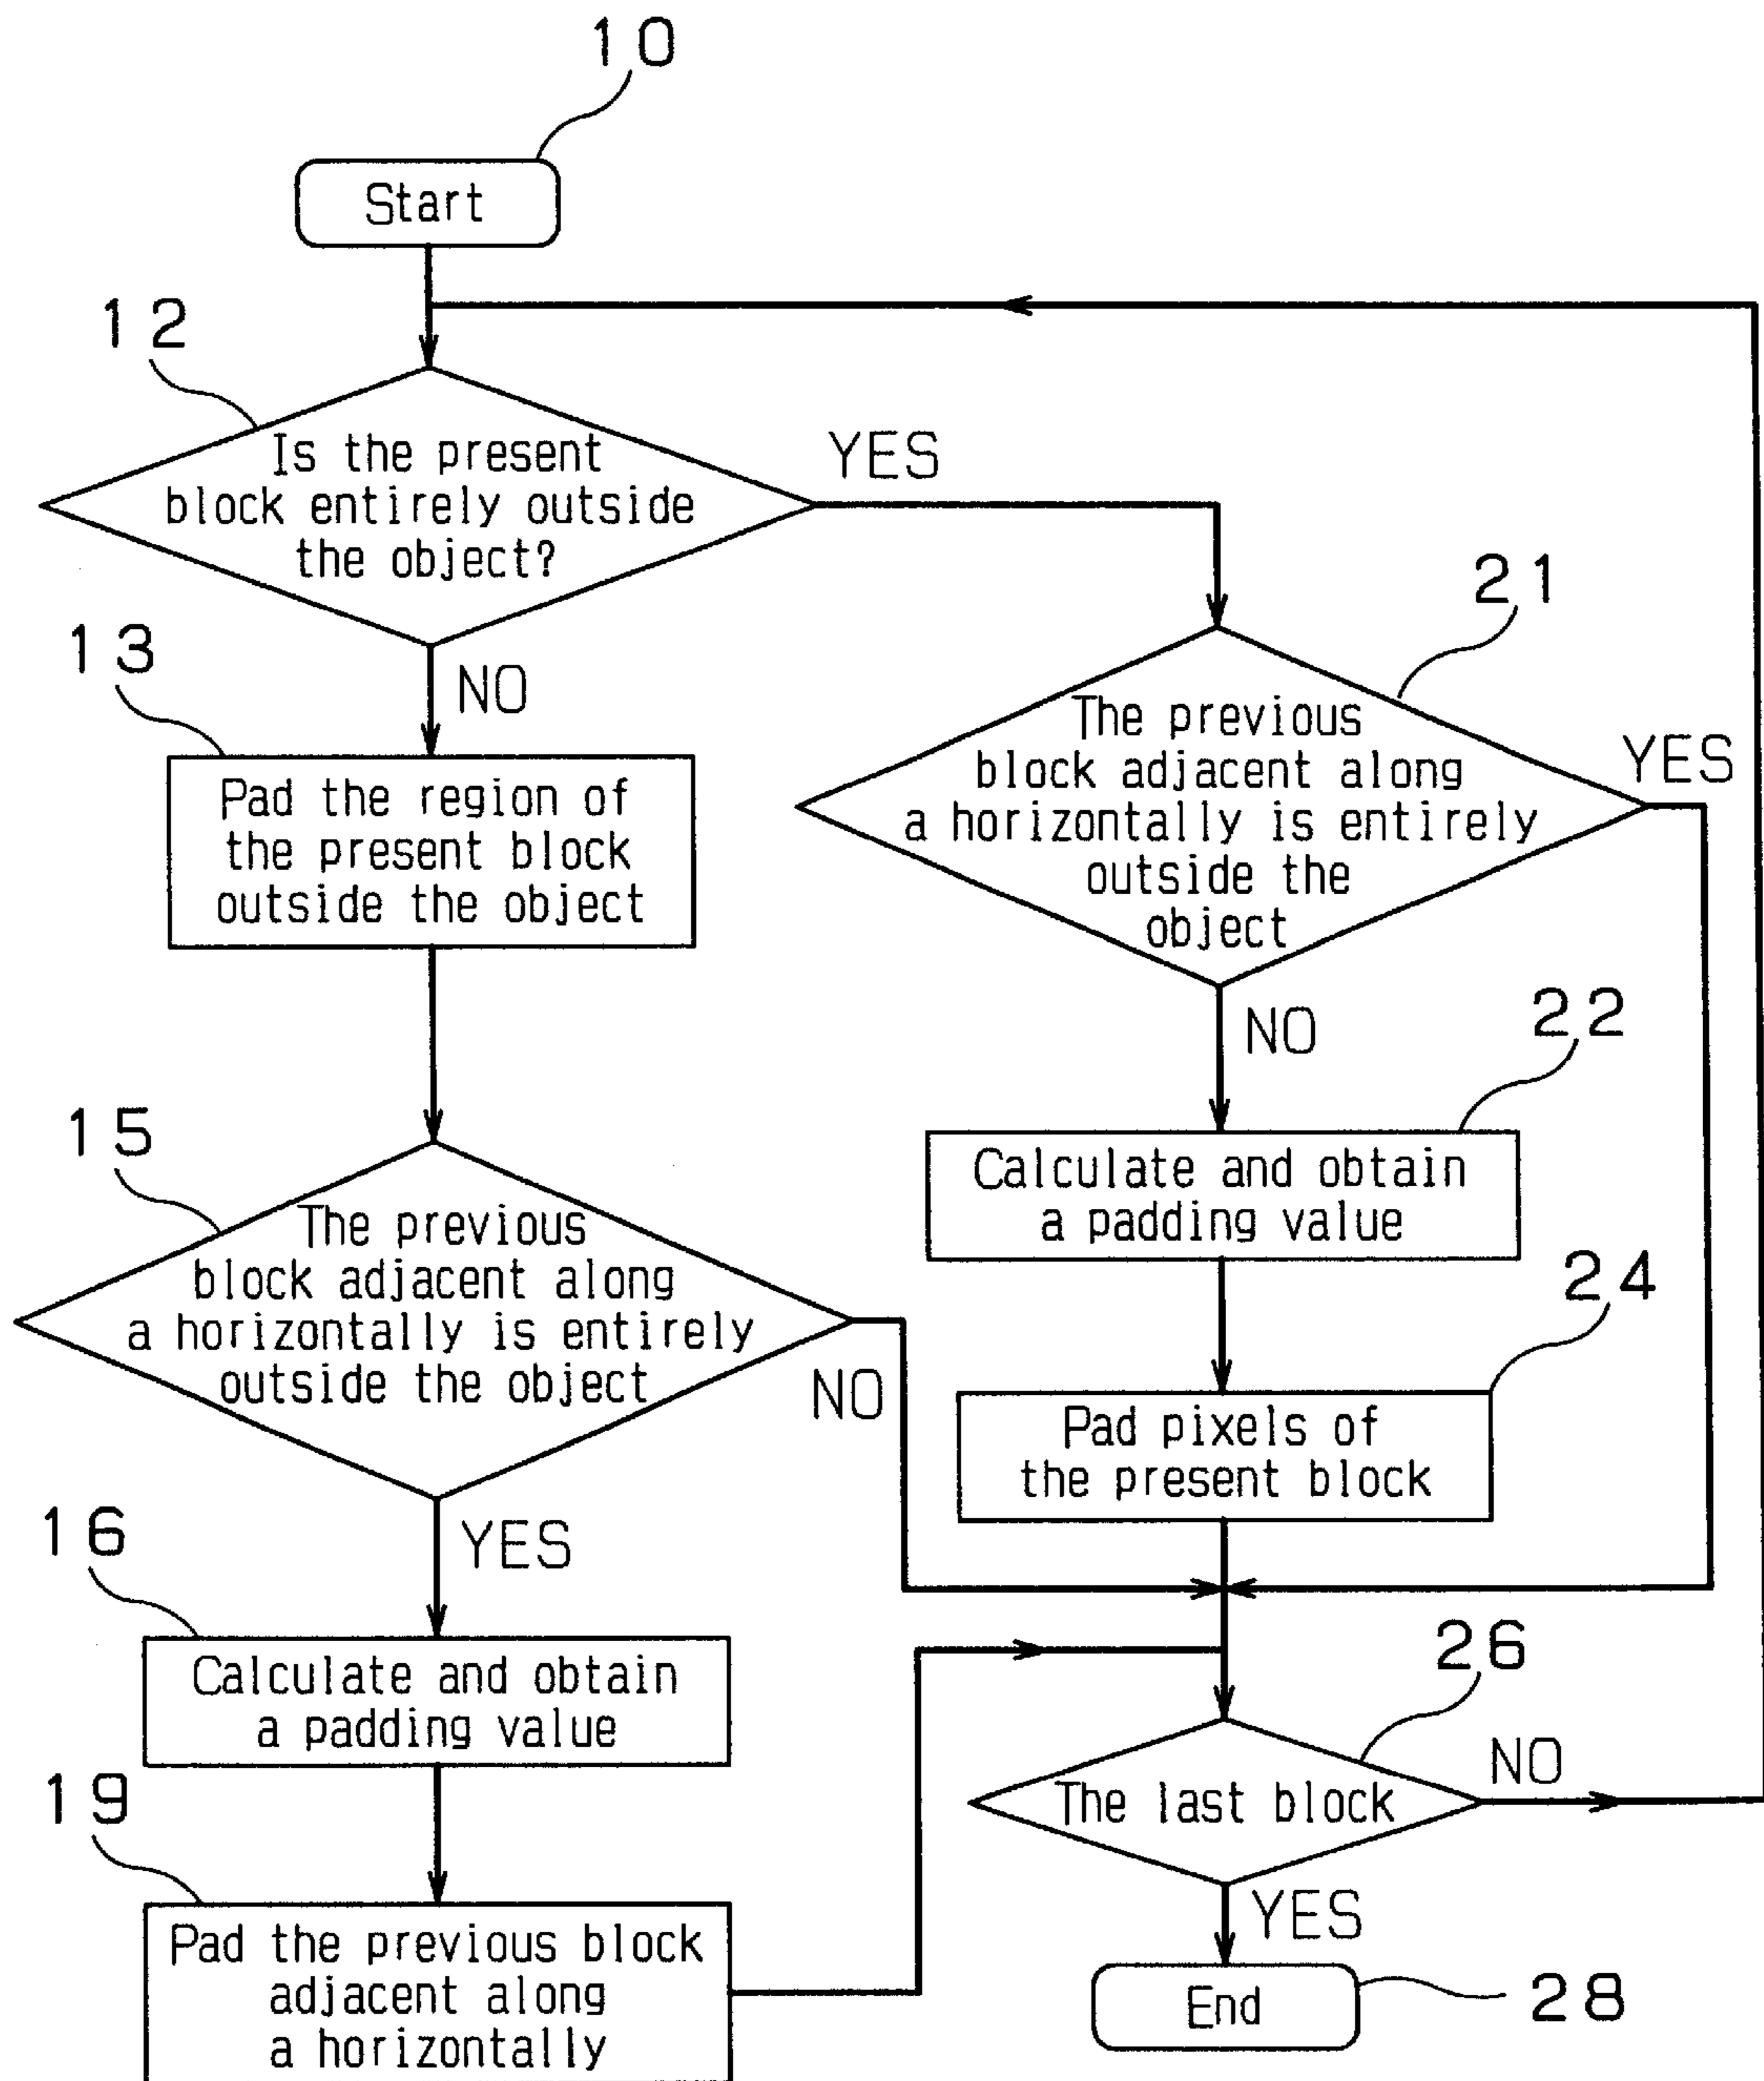 10
Start
12
Is the present
block entirely outside
the object?
YES
NO
13
Pad the region of
the present block
outside the object
21
The previous
block adjacent along
a horizontally is entirely
outside the
object
YES
NO
15
The previous
block adjacent along
a horizontally is entirely
outside the object
NO
YES
22
Calculate and obtain
a padding value
24
Pad pixels of
the present block
16
Calculate and obtain
a padding value
19
Pad the previous block
adjacent along
a horizontally
26
The last block
NO
YES
End
28